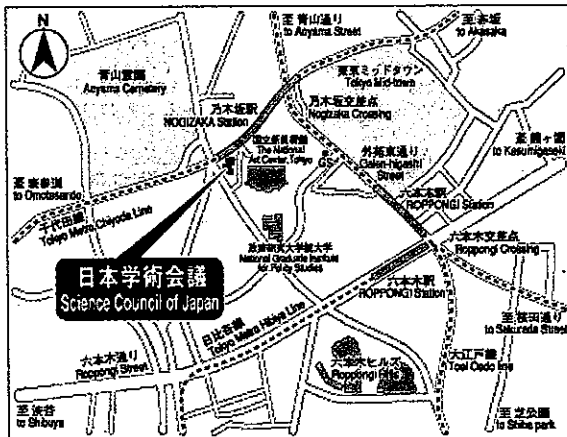 N
至 青山通り
to Aoyama Street
至 赤坂
to Akasaka
青山霊園
Aoyama Cemetery
東京ミッドタウン
Tokyo Mid-town
乃木坂駅
NOGIZAKA Station
乃木坂交差点
Nogizaka Crossing
国立新美術館
The National
Art Center, Tokyo
外苑東通り
Gaien-higashi
Street
至 霞ヶ関
to Kasumigaseki
GS
至 表参道
to Omotesando
千代田線
Tokyo Metro Chiyoda Line
六本木駅
ROPPONGI Station
六本木交差点
Roppongi Crossing
政策研究大学院大学
National Graduate Institute
for Policy Studies
日本学術会議
Science Council of Japan
六本木駅
ROPPONGI Station
日比谷線
Tokyo Metro Hibiya Line
至 桜田通り
to Sakurada Street
六本木通り
Roppongi Street
六本木ヒルズ
Roppongi Hills
大江戸線
Toei Oedo line
至 渋谷
to Shibuya
至 芝公園
to Shiba park